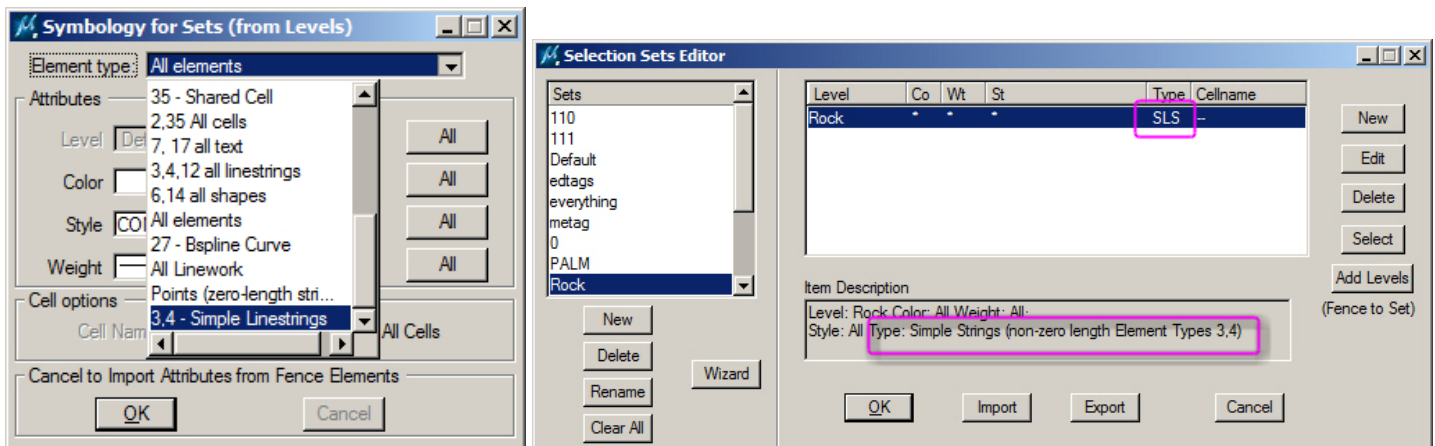 Symbology for Sets (from Levels)
Element type: All elements
Attributes
35 - Shared Cell
2,35 All cells
7, 17 all text
3,4,12 all linestrings
6,14 all shapes
All elements
27 - Bspline Curve
All Linework
Points (zero-length stri...
3,4 - Simple Linestrings
Level De
All
Color
All
Style CO
All
Weight
All
Cell options
Cell Nam
All Cells
Cancel to Import Attributes from Fence Elements
OK Cancel
Selection Sets Editor
Sets
110
111
Default
edtags
everything
metag
0
PALM
Rock
New
Delete
Rename
Clear All
Wizard
Level Co Wt St Type Cellname
Rock * * * SLS --
New
Edit
Delete
Select
Add Levels
(Fence to Set)
Item Description
Level: Rock Color: All Weight: All:
Style: All Type: Simple Strings (non-zero length Element Types 3,4)
OK Import Export Cancel